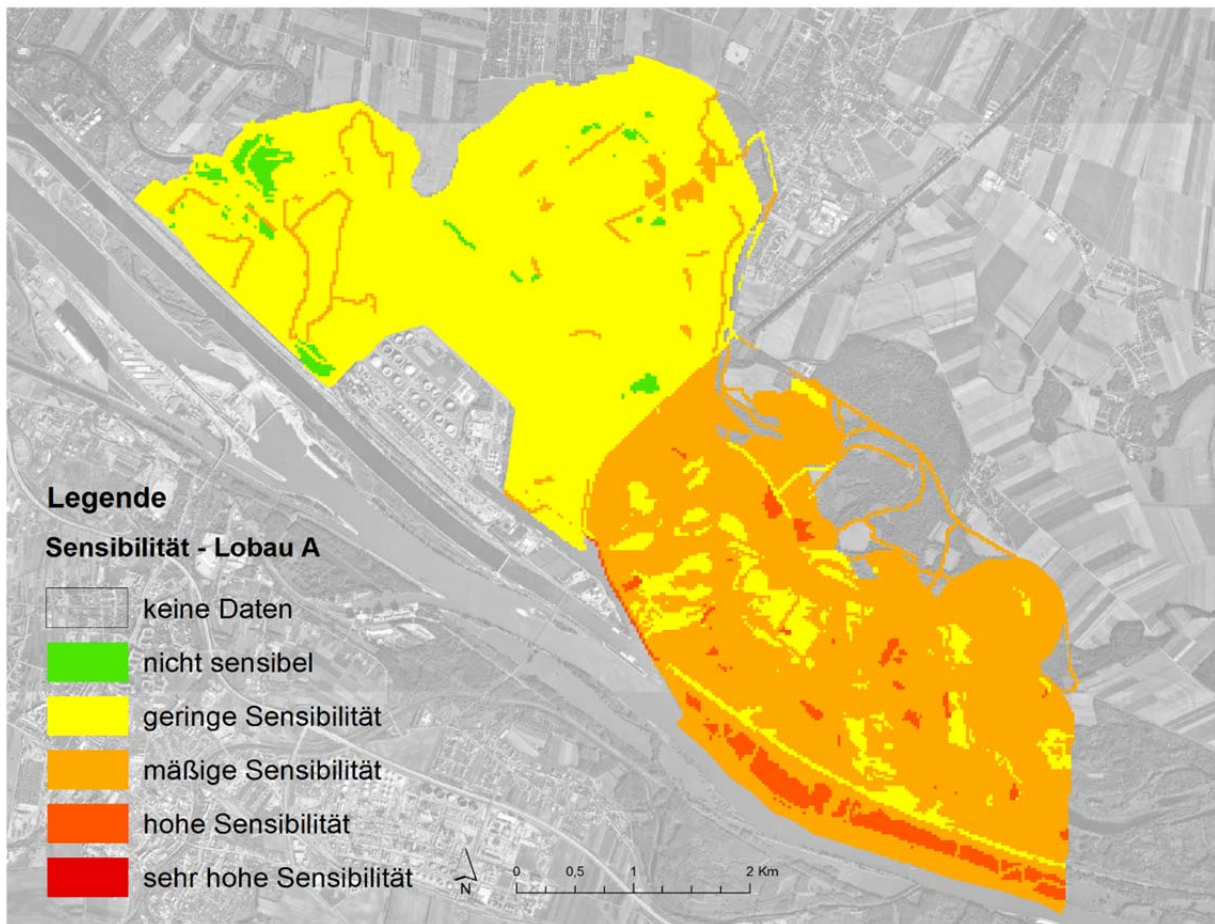 Legende
Sensibilität - Lobau A
keine Daten
nicht sensibel
geringe Sensibilität
mäßige Sensibilität
hohe Sensibilität
sehr hohe Sensibilität
N
0 0,5 1 2 Km